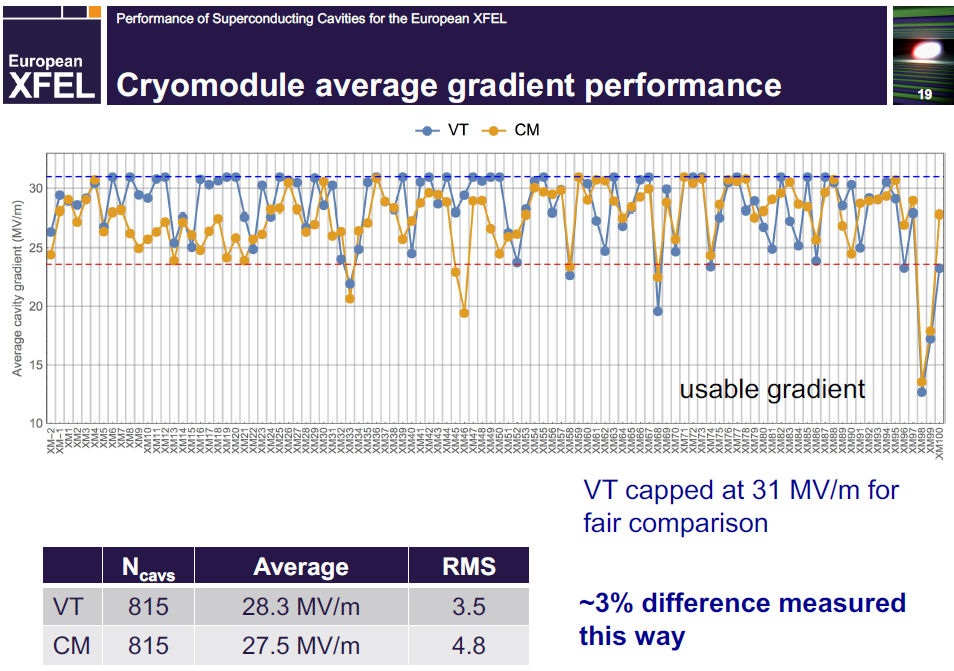 Performance of Superconducting Cavities for the European XFEL
European
XFEL
Cryomodule average gradient performance
19
VT
CM
Average cavity gradient (MV/m)
30
25
20
15
10
usable gradient
XM-2
XM-1
XM1
XM2
XM3
XM4
XM5
XM6
XM7
XM8
XM9
XM10
XM11
XM12
XM13
XM14
XM15
XM16
XM17
XM18
XM19
XM20
XM21
XM22
XM23
XM24
XM25
XM26
XM27
XM28
XM29
XM30
XM31
XM32
XM33
XM34
XM35
XM36
XM37
XM38
XM39
XM40
XM41
XM42
XM43
XM44
XM45
XM46
XM47
XM48
XM49
XM50
XM51
XM52
XM53
XM54
XM55
XM56
XM57
XM58
XM59
XM60
XM61
XM62
XM63
XM64
XM65
XM69
XM70
XM71
XM74
XM75
XM76
XM77
XM78
XM79
XM80
XM81
XM82
XM83
XM84
XM85
XM86
XM87
XM88
XM89
XM90
XM91
XM92
XM93
XM94
XM95
XM96
XM97
XM98
XM99
XM100
VT capped at 31 MV/m for
fair comparison
Ncavs Average RMS
VT 815 28.3 MV/m 3.5
CM 815 27.5 MV/m 4.8
~3% difference measured
this way